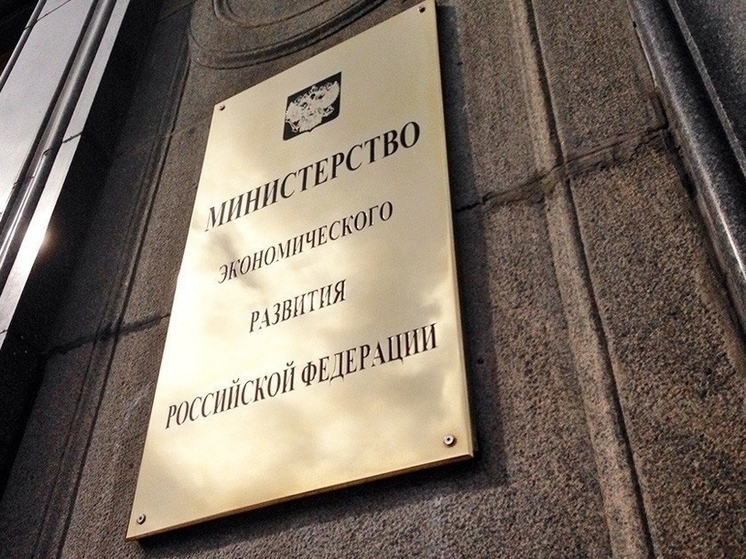 МИНИСТЕРСТВО
ЭКОНОМИЧЕСКОГО
РАЗВИТИЯ
РОССИЙСКОЙ ФЕДЕРАЦИИ